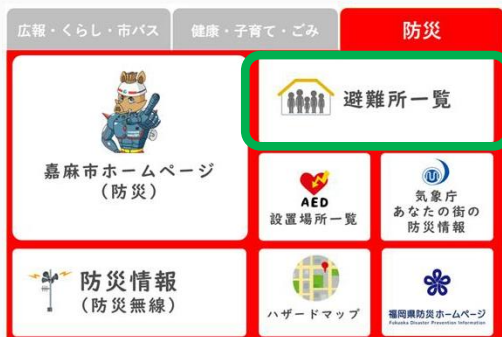 広報・くらし・市バス
健康・子育て・ごみ
防災
嘉麻市ホームページ
(防災)
避難所一覧
AED
設置場所一覧
気象庁
あなたの街の
防災情報
防災情報
(防災無線)
ハザードマップ
福岡県防災ホームページ
Fukuoka Disaster Prevention Information